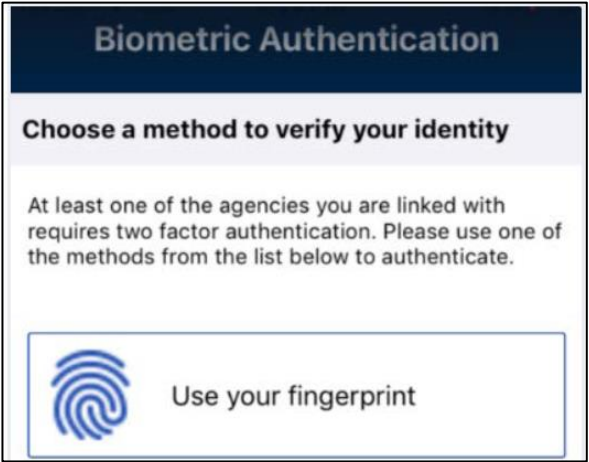 Biometric Authentication
Choose a method to verify your identity
At least one of the agencies you are linked with
requires two factor authentication. Please use one of
the methods from the list below to authenticate.
Use your fingerprint